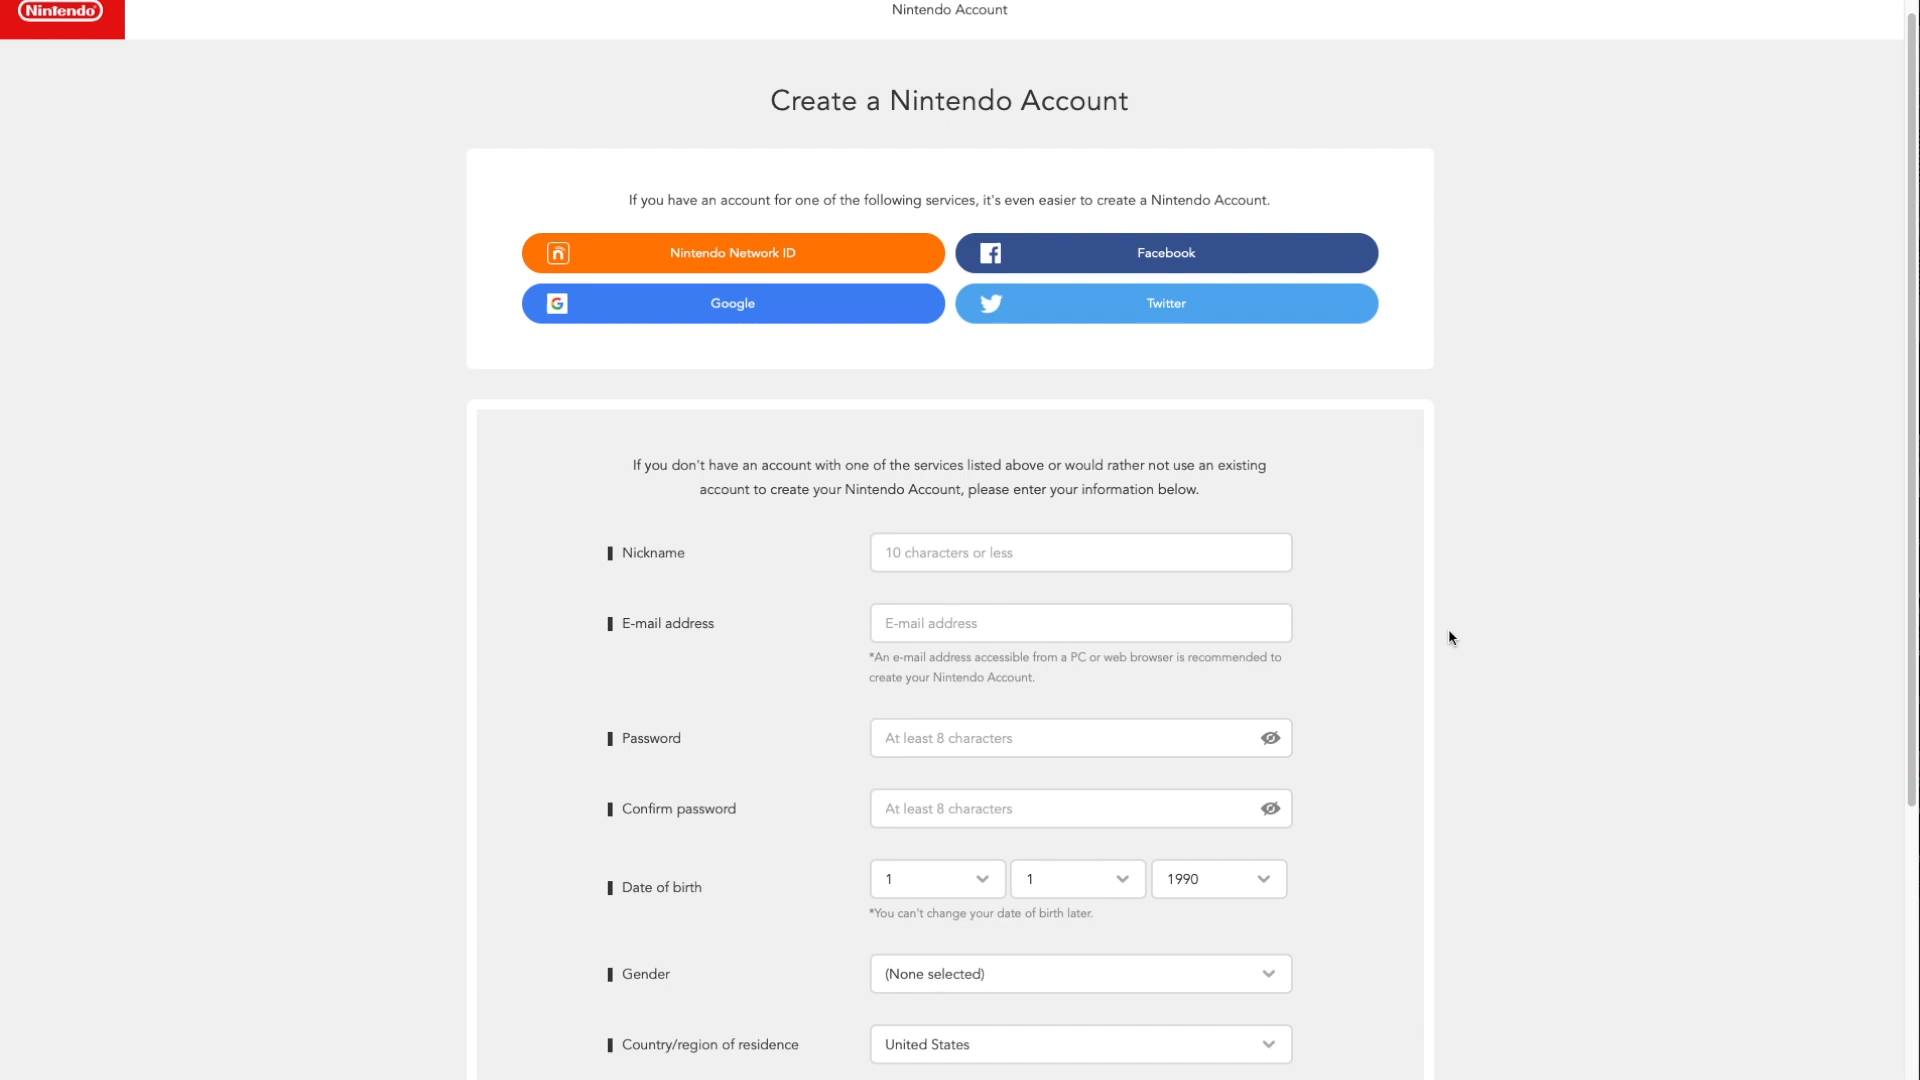 Nintendo
Nintendo Account
Create a Nintendo Account
If you have an account for one of the following services, it's even easier to create a Nintendo Account.
Nintendo Network ID
Facebook
Google
Twitter
If you don't have an account with one of the services listed above or would rather not use an existing
account to create your Nintendo Account, please enter your information below.
Nickname
10 characters or less
E-mail address
E-mail address
*An e-mail address accessible from a PC or web browser is recommended to
create your Nintendo Account.
Password
At least 8 characters
Confirm password
At least 8 characters
Date of birth
1
1
1990
*You can't change your date of birth later.
Gender
(None selected)
Country/region of residence
United States